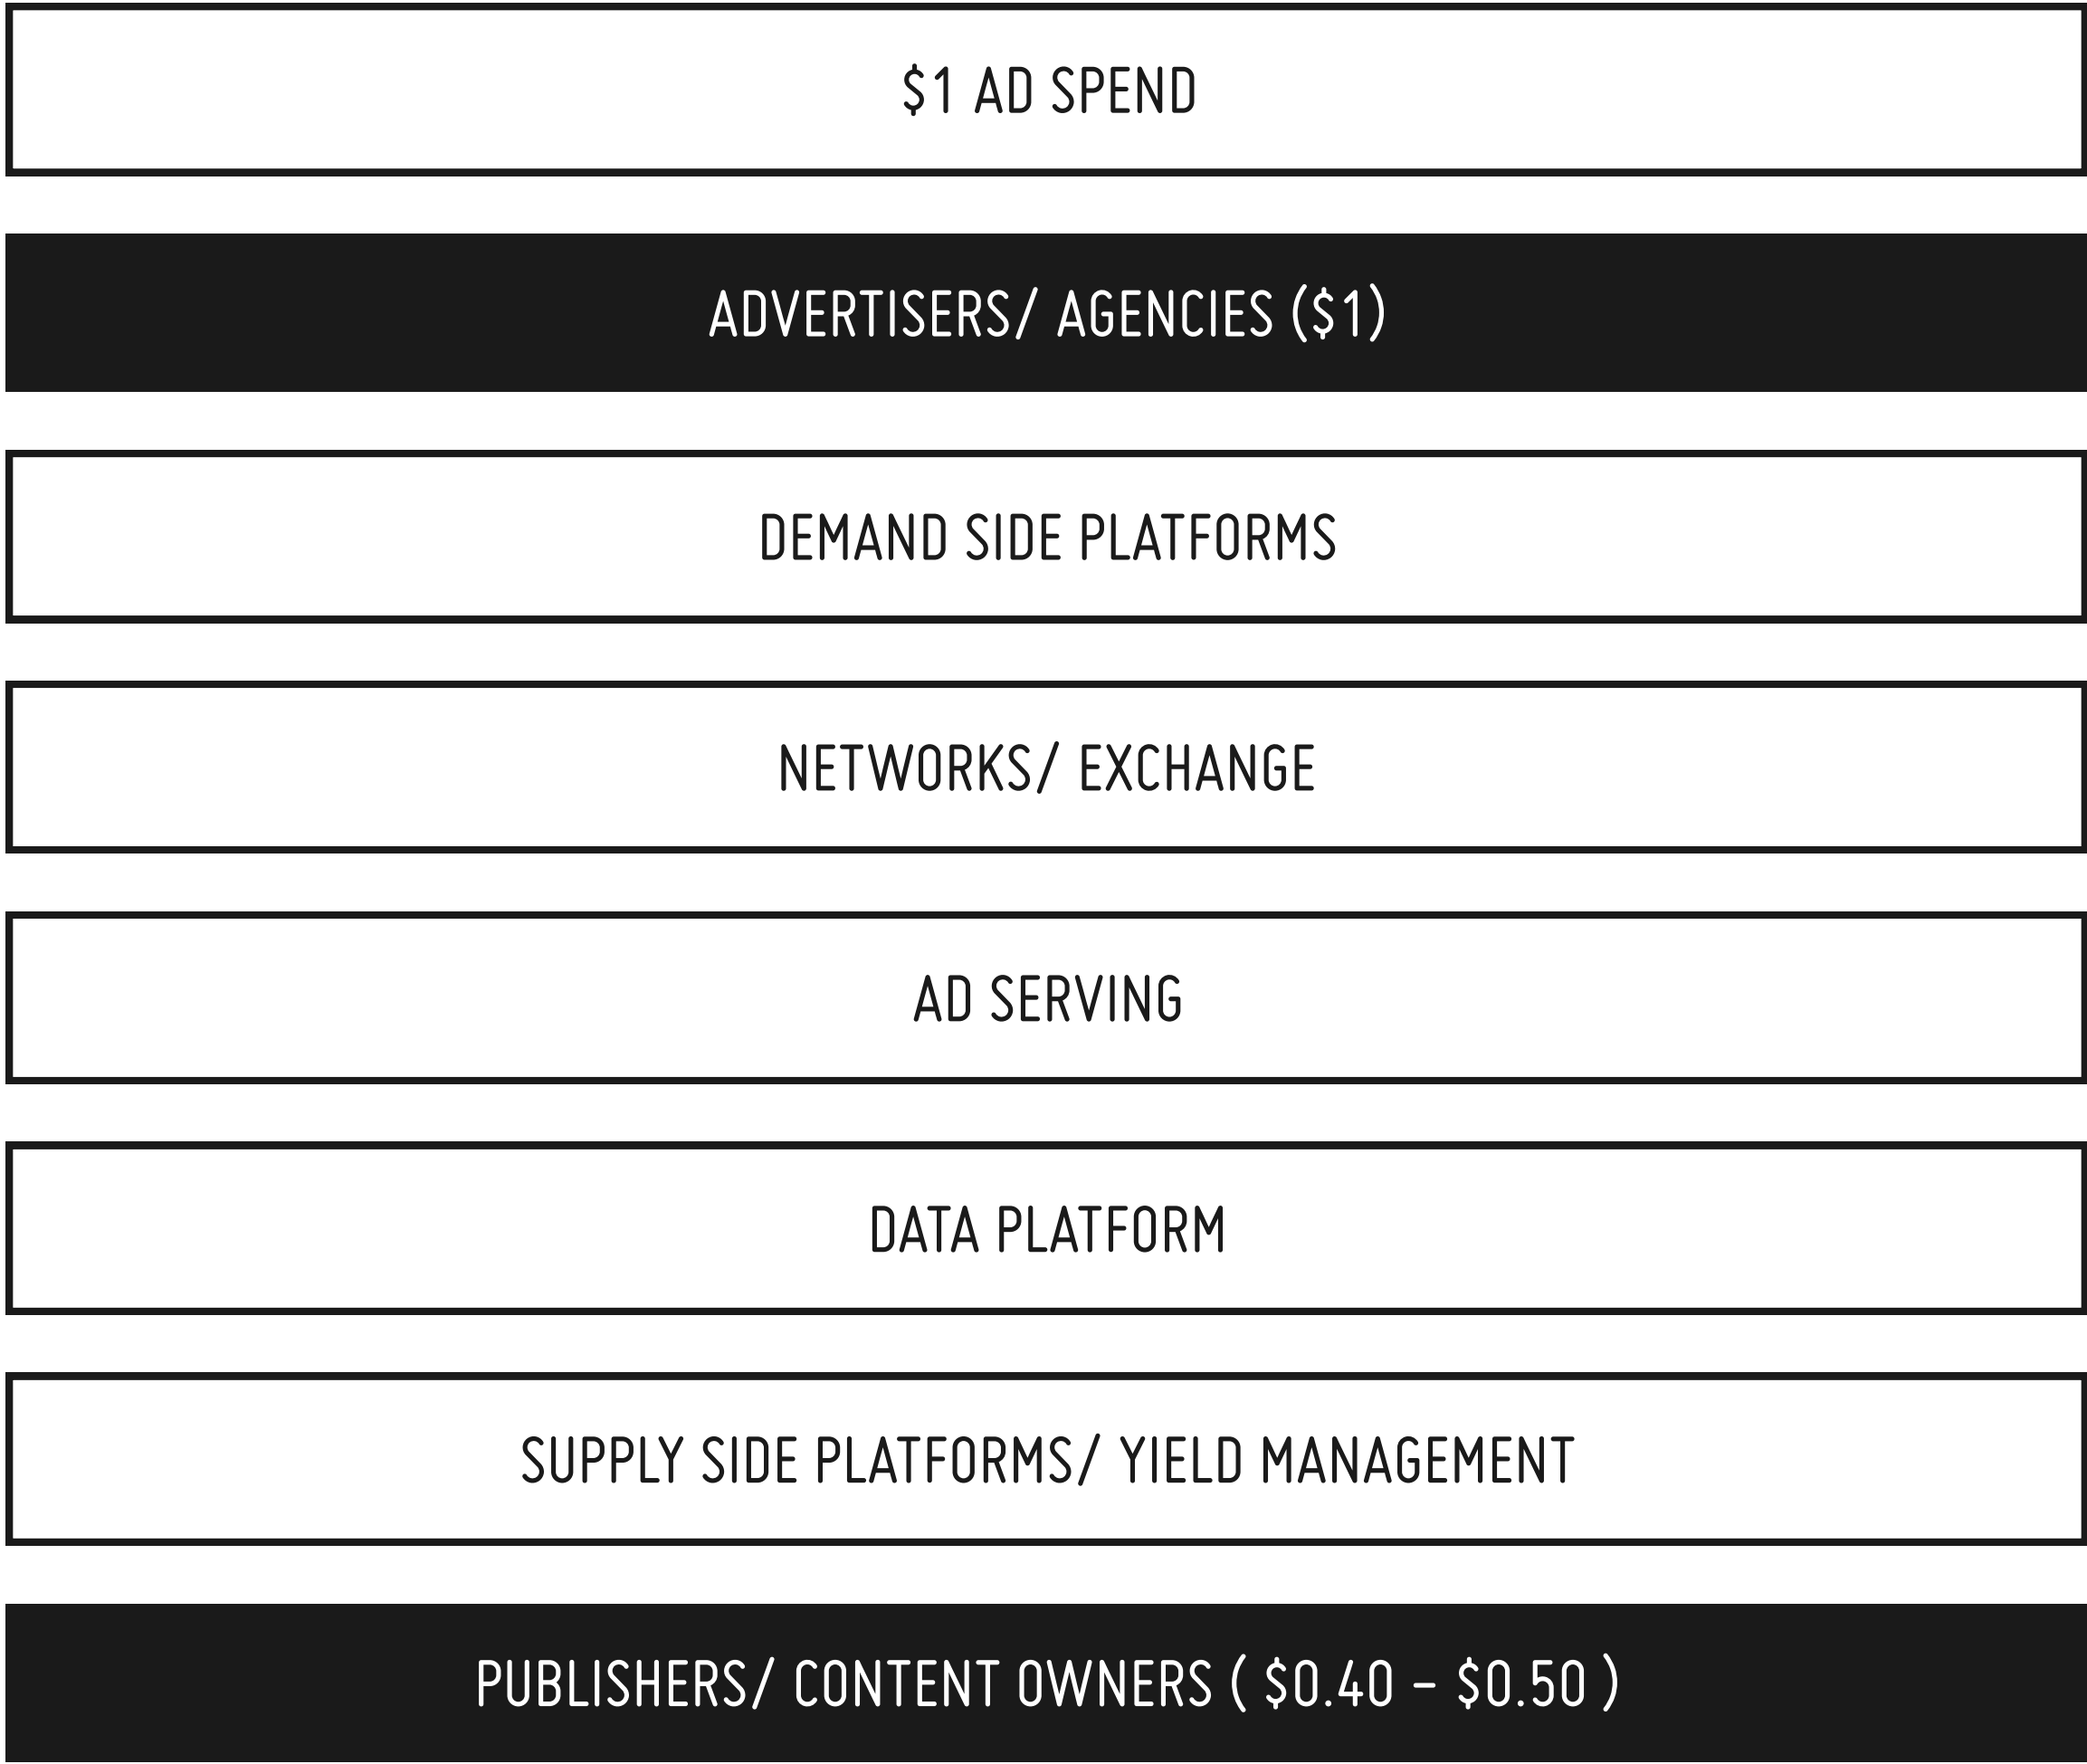 $1 AD SPEND
ADVERTISERS/ AGENCIES ($1)
DEMAND SIDE PLATFORMS
NETWORKS/ EXCHANGE
AD SERVING
DATA PLATFORM
SUPPLY SIDE PLATFORMS/ YIELD MANAGEMENT
PUBLISHERS/ CONTENT OWNERS ($0.40 - $0.50 )